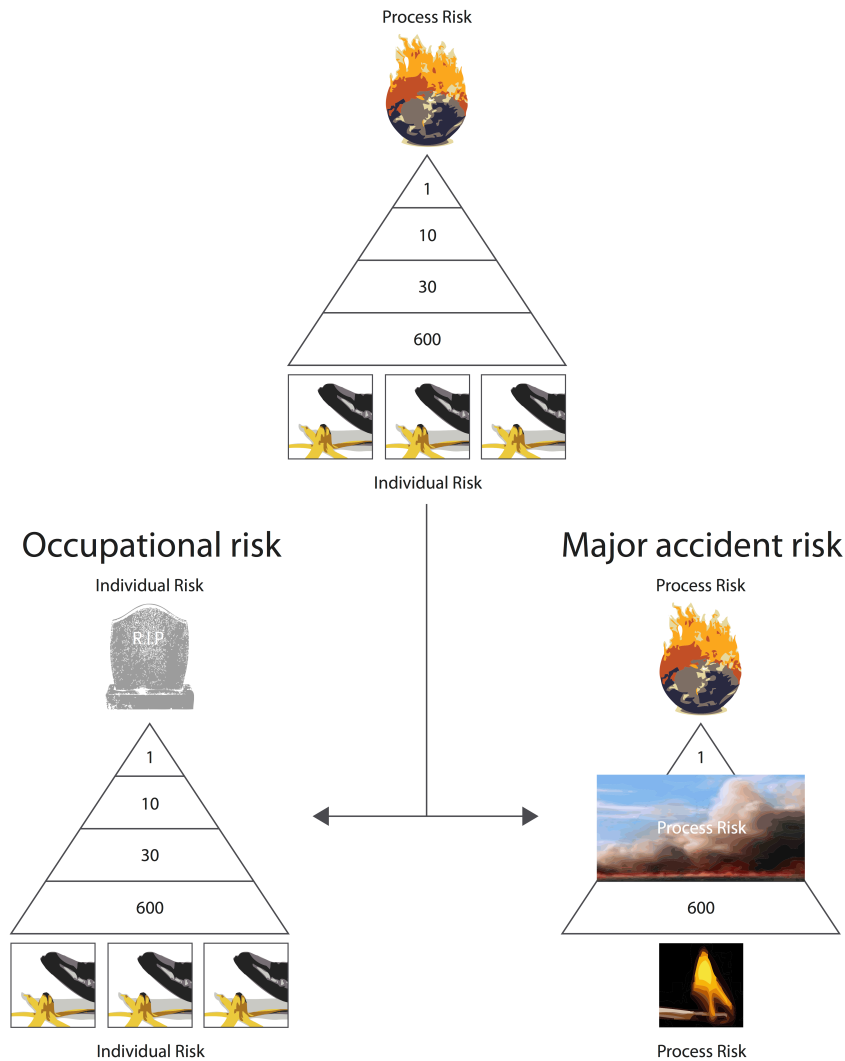 Process Risk
1
10
30
600
Individual Risk
Occupational risk
Major accident risk
Individual Risk
Process Risk
R.I.P
1
10
30
600
1
Process Risk
600
Individual Risk
Process Risk